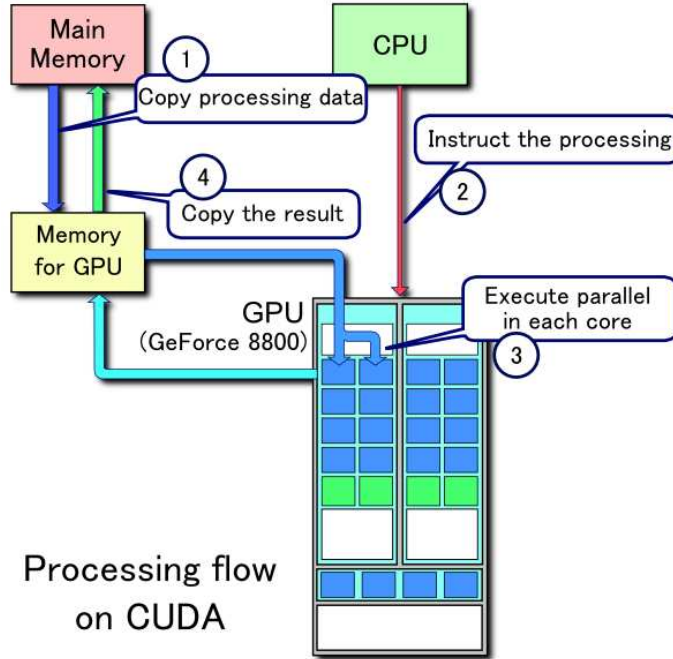 Main
Memory
CPU
1
Copy processing data
Instruct the processing
2
4
Copy the result
Memory
for GPU
GPU
(GeForce 8800)
Execute parallel
in each core
3
Processing flow
on CUDA